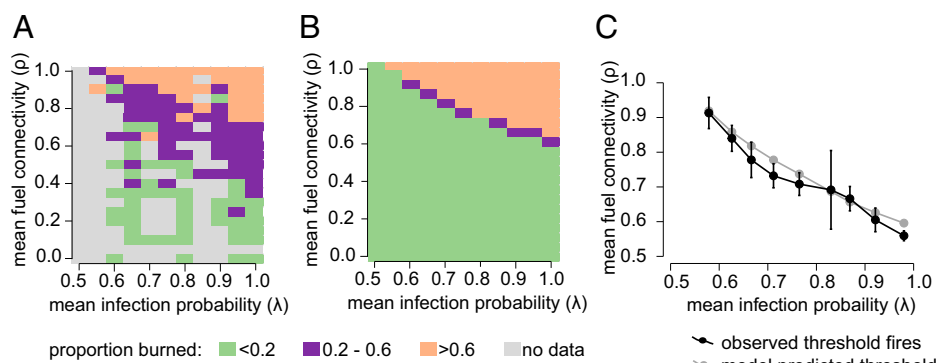 A
B
C
mean fuel connectivity (ρ)
1.0
0.8
0.6
0.4
0.2
0.0
0.5 0.6 0.7 0.8 0.9 1.0
mean infection probability (λ)
mean fuel connectivity (ρ)
1.0
0.8
0.6
0.4
0.2
0.0
0.5 0.6 0.7 0.8 0.9 1.0
mean infection probability (λ)
mean fuel connectivity (ρ)
1.0
0.9
0.8
0.7
0.6
0.5
0.5 0.6 0.7 0.8 0.9 1.0
mean infection probaility (λ)
proportion burned: <0.2 0.2 - 0.6 >0.6 no data
observed threshold fires
model predicted threshold